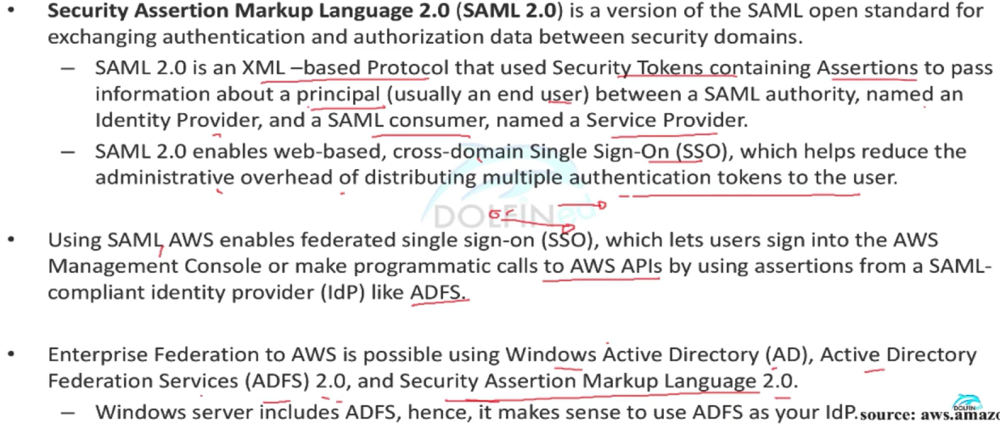 • Security Assertion Markup Language 2.0 (SAML 2.0) is a version of the SAML open standard for
exchanging authentication and authorization data between security domains.
– SAML 2.0 is an XML –based Protocol that used Security Tokens containing Assertions to pass
information about a principal (usually an end user) between a SAML authority, named an
Identity Provider, and a SAML consumer, named a Service Provider.
– SAML 2.0 enables web-based, cross-domain Single Sign-On (SSO), which helps reduce the
administrative overhead of distributing multiple authentication tokens to the user.
DOLFINed
• Using SAML, AWS enables federated single sign-on (SSO), which lets users sign into the AWS
Management Console or make programmatic calls to AWS APIs by using assertions from a SAML-
compliant identity provider (IdP) like ADFS.
• Enterprise Federation to AWS is possible using Windows Active Directory (AD), Active Directory
Federation Services (ADFS) 2.0, and Security Assertion Markup Language 2.0.
– Windows server includes ADFS, hence, it makes sense to use ADFS as your IdP.
DOLFINed
source: aws.amazo